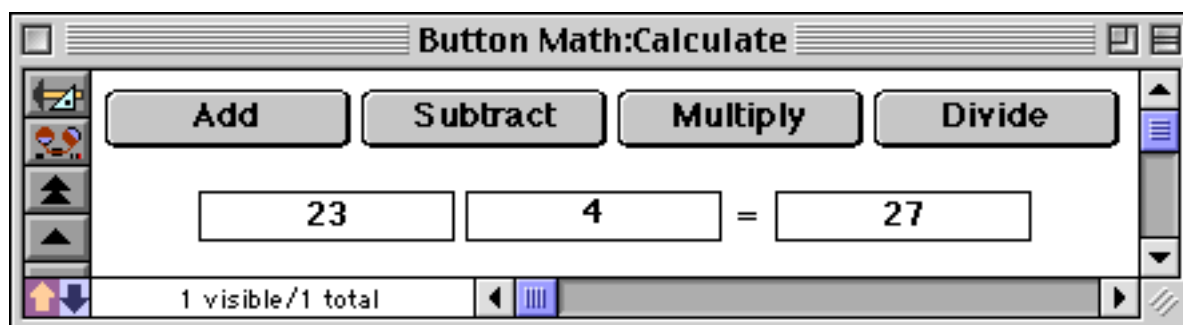 Button Math:Calculate
Add Subtract Multiply Divide
23 4 = 27
1 visible/1 total